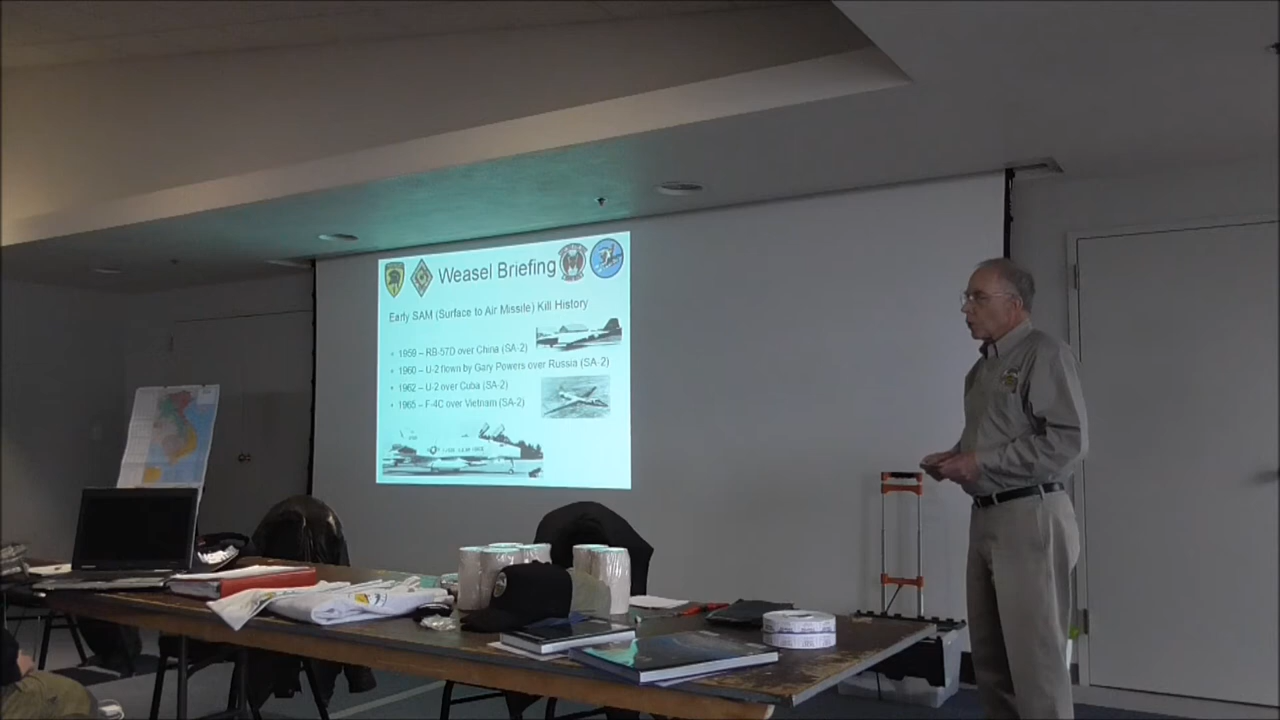 Weasel Briefing
Early SAM (Surface to Air Missile) Kill History
• 1959 – RB-57D over China (SA-2)
• 1960 – U-2 flown by Gary Powers over Russia (SA-2)
• 1962 – U-2 over Cuba (SA-2)
• 1965 – F-4C over Vietnam (SA-2)